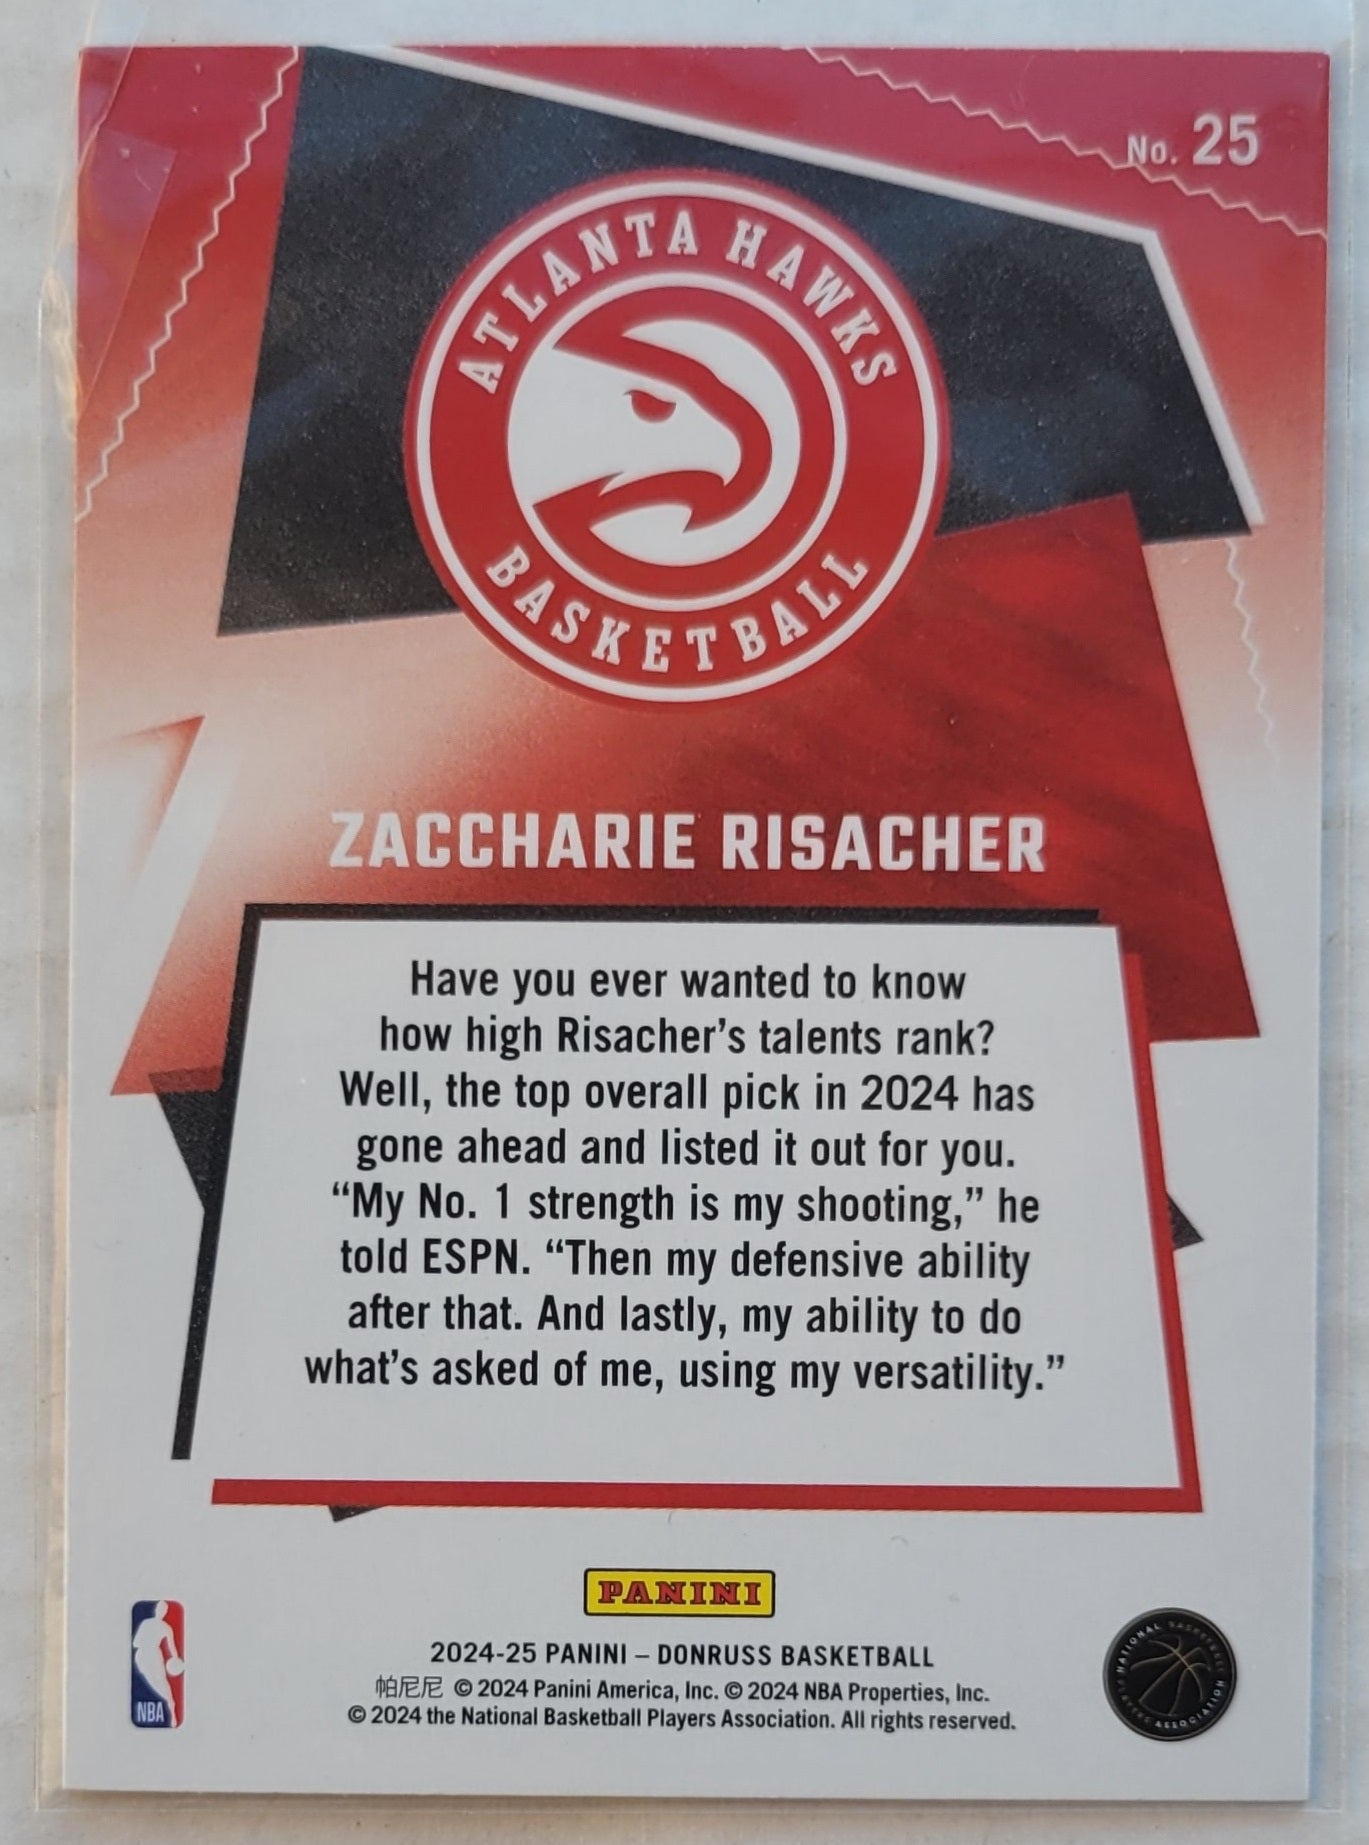 No. 25
ATLANTA HAWKS
BASKETBALL
ZACCHARIE RISACHER
Have you ever wanted to know
how high Risacher’s talents rank?
Well, the top overall pick in 2024 has
gone ahead and listed it out for you.
“My No. 1 strength is my shooting,” he
told ESPN. “Then my defensive ability
after that. And lastly, my ability to do
what’s asked of me, using my versatility.”
PANINI
2024-25 PANINI – DONRUSS BASKETBALL
帕尼尼 © 2024 Panini America, Inc. © 2024 NBA Properties, Inc.
© 2024 the National Basketball Players Association. All rights reserved.
NBA
NATIONAL BASKETBALL
PLAYERS ASSOCIATION